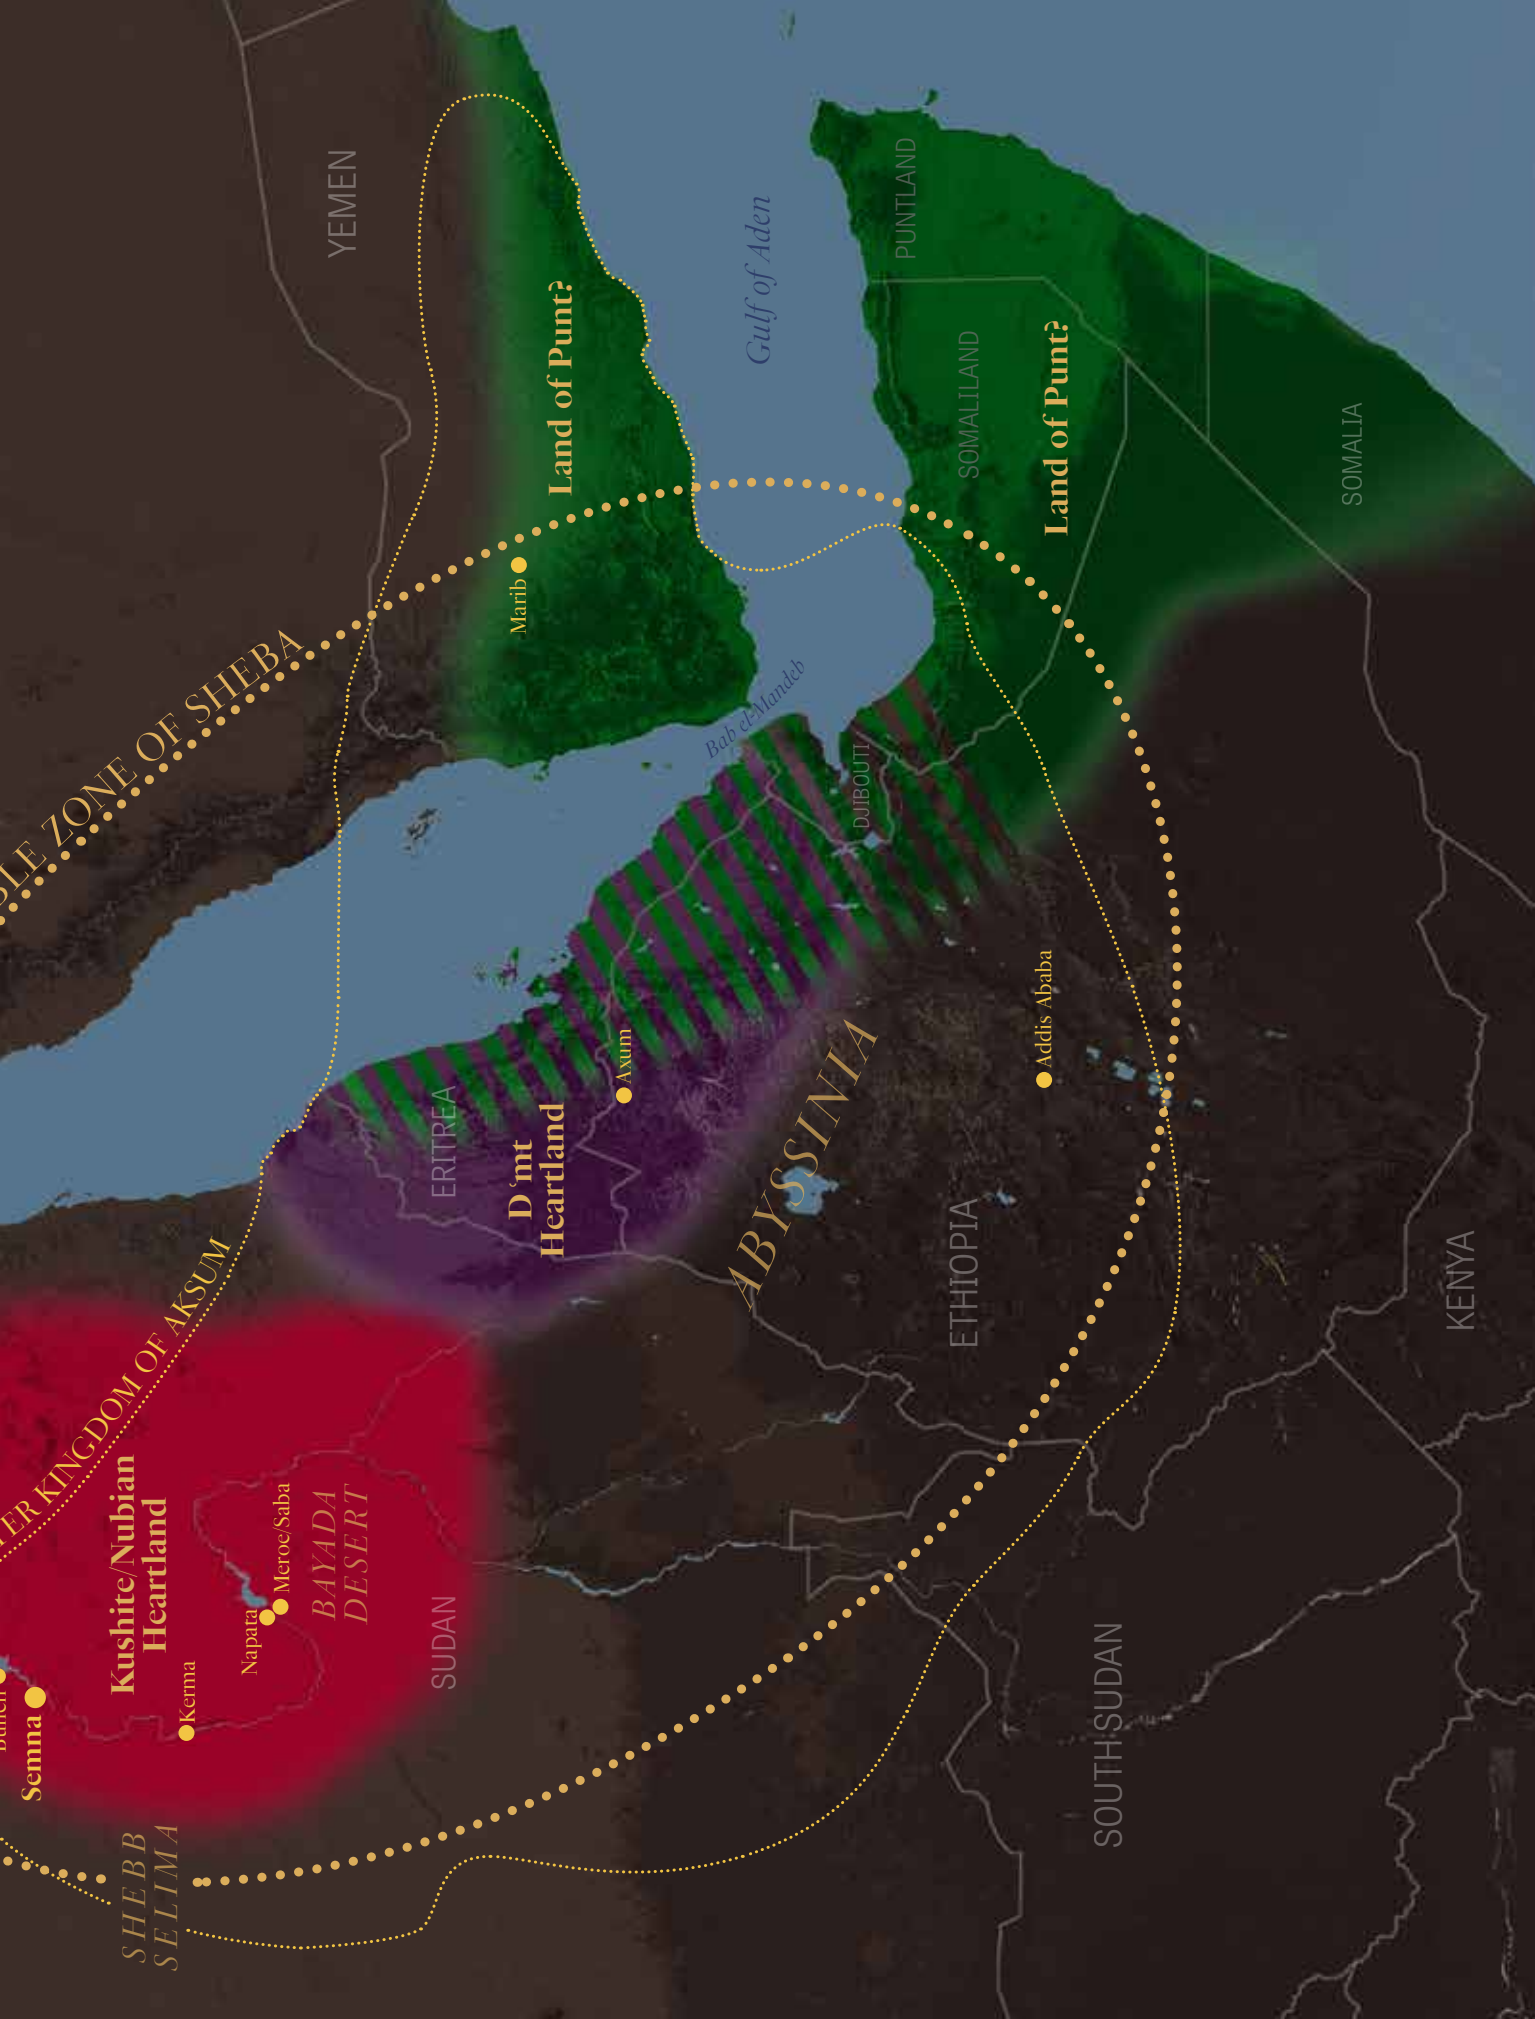 Semna
KINGDOM OF AKSUM
ZONE OF SHEBA
Kushite/Nubian
Heartland
SHEBB
SELIMA
Kerma
Napata
Meroe/Saba
BAYADA
DESERT
YEMEN
SUDAN
ERITREA
D'mt
Heartland
Marib
Land of Punt?
Axum
Bab el-Mandeb
Gulf of Aden
ABYSSINIA
DJIBOUTI
PUNTLAND
ETHIOPIA
SOMALILAND
Addis Ababa
Land of Punt?
SOUTH SUDAN
SOMALIA
KENYA